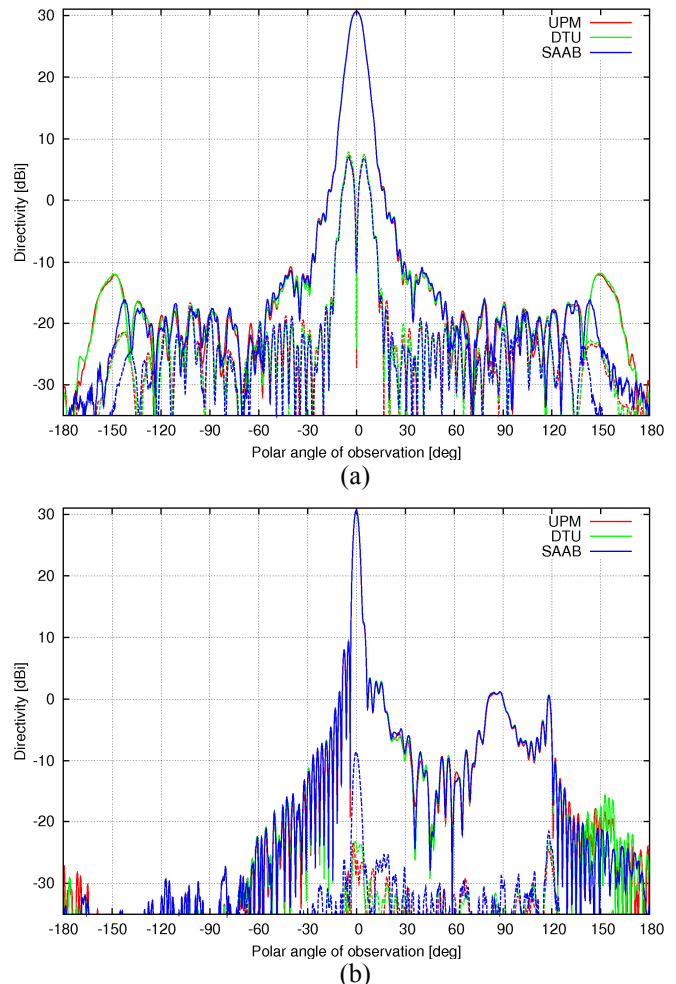 30
20
10
0
-10
-20
-30
Directivity [dBi]
UPM
DTU
SAAB
-180 -150 -120 -90 -60 -30 0 30 60 90 120 150 180
Polar angle of observation [deg]
(a)
30
20
10
0
-10
-20
-30
Directivity [dBi]
UPM
DTU
SAAB
-180 -150 -120 -90 -60 -30 0 30 60 90 120 150 180
Polar angle of observation [deg]
(b)